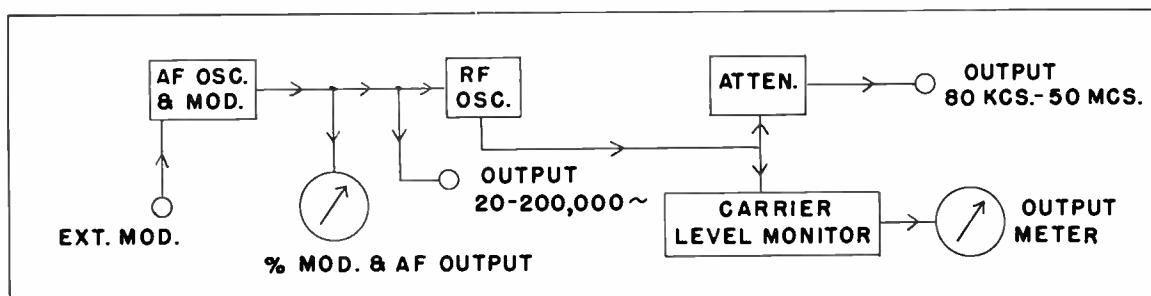 AF OSC.
& MOD.
RF
OSC.
ATTEN.
OUTPUT
80 KCS.-50 MCS.
EXT. MOD.
% MOD. & AF OUTPUT
OUTPUT
20-200,000~
CARRIER
LEVEL MONITOR
OUTPUT
METER